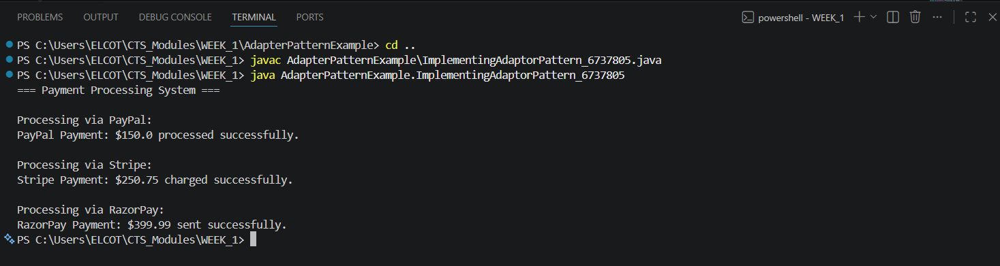 PROBLEMS OUTPUT DEBUG CONSOLE TERMINAL PORTS powershell - WEEK_1
PS C:\Users\ELCOT\CTS_Modules\WEEK_1\AdapterPatternExample> cd ..
PS C:\Users\ELCOT\CTS_Modules\WEEK_1> javac AdapterPatternExample\ImplementingAdaptorPattern_6737805.java
PS C:\Users\ELCOT\CTS_Modules\WEEK_1> java AdapterPatternExample.ImplementingAdaptorPattern_6737805
=== Payment Processing System ===
Processing via PayPal:
PayPal Payment: $150.0 processed successfully.
Processing via Stripe:
Stripe Payment: $250.75 charged successfully.
Processing via RazorPay:
RazorPay Payment: $399.99 sent successfully.
PS C:\Users\ELCOT\CTS_Modules\WEEK_1>